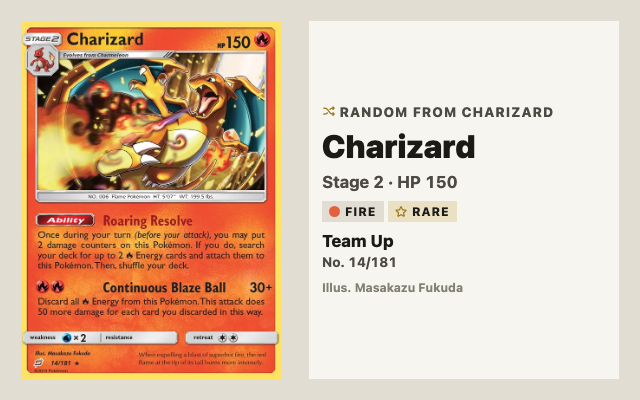 STAGE2 Charizard HP150
Evolves from Charmeleon
NO. 006 Flame Pokémon HT: 5'07" WT: 199.5 lbs.
Ability Roaring Resolve
Once during your turn (before your attack), you may put
2 damage counters on this Pokémon. If you do, search
your deck for up to 2 Energy cards and attach them to
this Pokémon. Then, shuffle your deck.
Continuous Blaze Ball 30+
Discard all Energy from this Pokémon. This attack does
50 more damage for each card you discarded in this way.
weakness ×2 resistance retreat
Illus. Masakazu Fukuda
14/181
When expelling a blast of superhot fire, the red
flame at the tip of its tail burns more intensely.
RANDOM FROM CHARIZARD
Charizard
Stage 2 · HP 150
FIRE RARE
Team Up
No. 14/181
Illus. Masakazu Fukuda